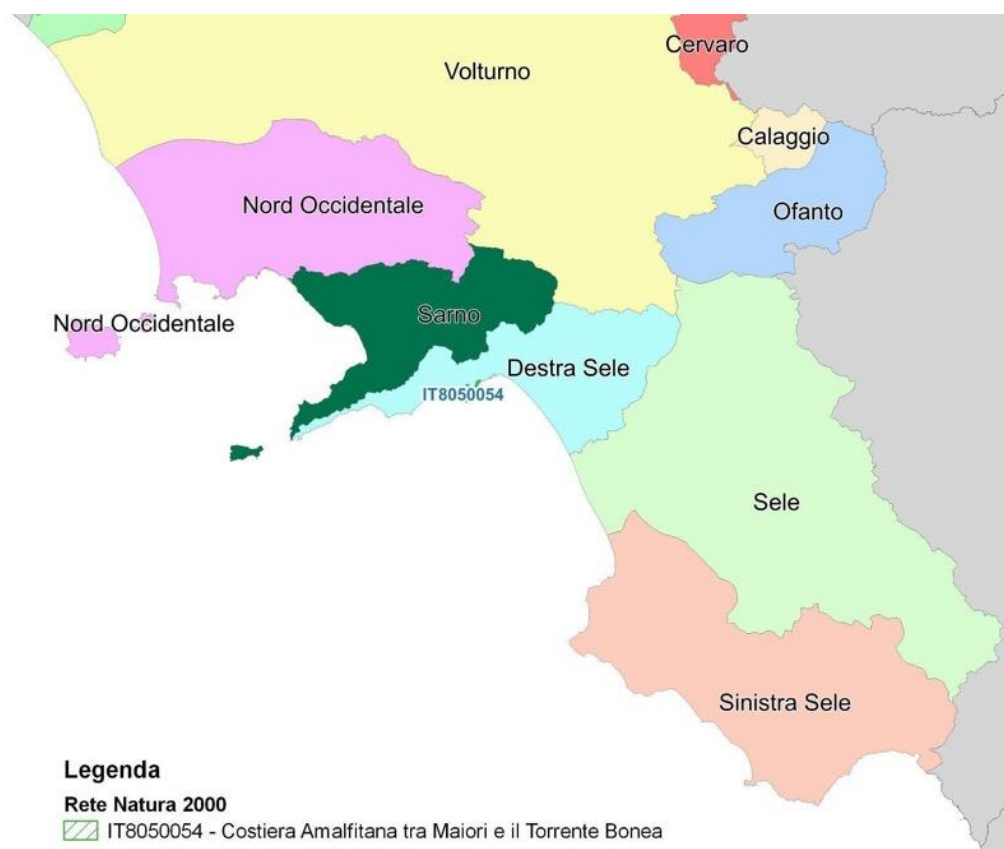 Cervaro
Volturno
Calaggio
Nord Occidentale
Ofanto
Sarno
Nord Occidentale
Destra Sele
IT8050054
Sele
Sinistra Sele
Legenda
Rete Natura 2000
IT8050054 - Costiera Amalfitana tra Maiori e il Torrente Bonea